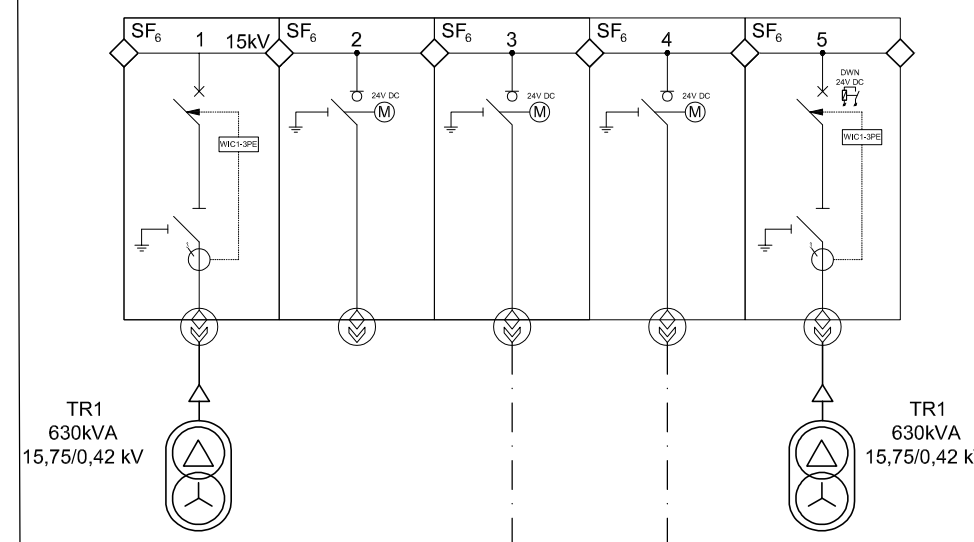 SF6 1 15kV
SF6 2
SF6 3
SF6 4
SF6 5
24V DC
M
24V DC
M
24V DC
M
DWN
24V DC
WIC1-3PE
WIC1-3PE
TR1
630kVA
15,75/0,42 kV
TR1
630kVA
15,75/0,42 k